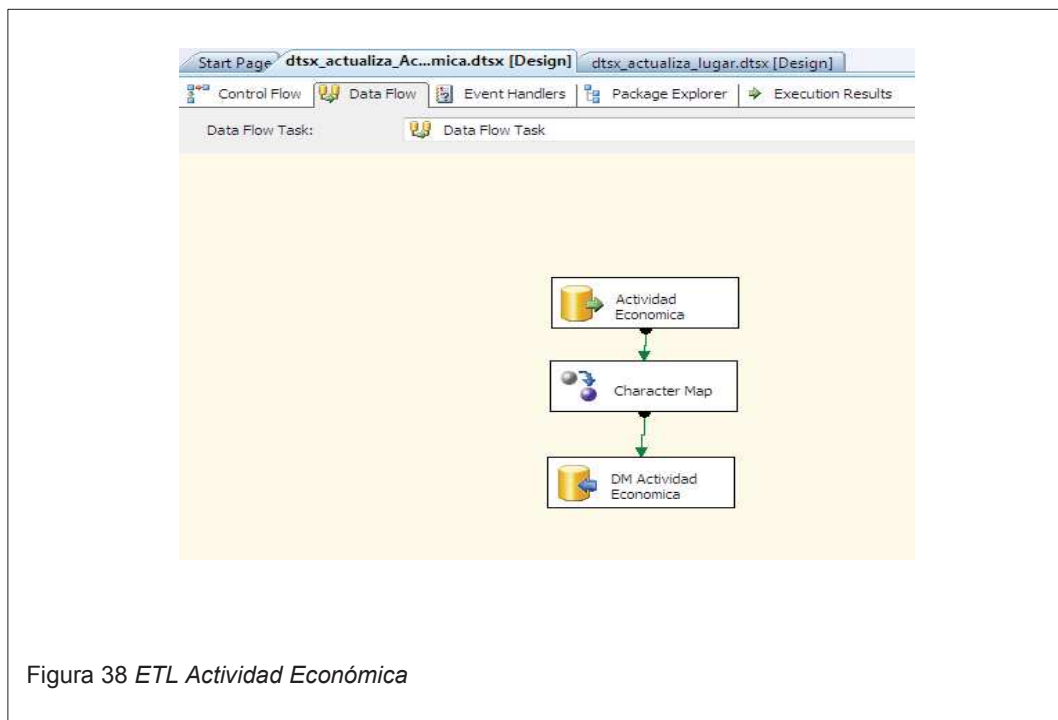 Start Page dtsx_actualiza_Ac...mica.dtsx [Design] dtsx_actualiza_lugar.dtsx [Design]
Control Flow Data Flow Event Handlers Package Explorer Execution Results
Data Flow Task: Data Flow Task
Actividad
Economica
Character Map
DM Actividad
Economica
Figura 38 ETL Actividad Económica